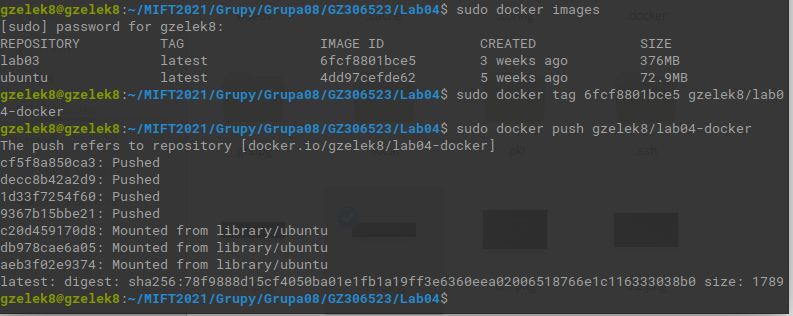 gzelek8@gzelek8:~/MIFT2021/Grupy/Grupa08/GZ306523/Lab04$ sudo docker images
[sudo] password for gzelek8:
REPOSITORY TAG IMAGE ID CREATED SIZE
lab03 latest 6fcf8801bce5 3 weeks ago 376MB
ubuntu latest 4dd97cefde62 5 weeks ago 72.9MB
gzelek8@gzelek8:~/MIFT2021/Grupy/Grupa08/GZ306523/Lab04$ sudo docker tag 6fcf8801bce5 gzelek8/lab0
4-docker
gzelek8@gzelek8:~/MIFT2021/Grupy/Grupa08/GZ306523/Lab04$ sudo docker push gzelek8/lab04-docker
The push refers to repository [docker.io/gzelek8/lab04-docker]
cf5f8a850ca3: Pushed
decc8b42a2d9: Pushed
1d33f7254f60: Pushed
9367b15bbe21: Pushed
c20d459170d8: Mounted from library/ubuntu
db978cae6a05: Mounted from library/ubuntu
aeb3f02e9374: Mounted from library/ubuntu
latest: digest: sha256:78f9888d15cf4050ba01e1fb1a19ff3e6360eea02006518766e1c116333038b0 size: 1789
gzelek8@gzelek8:~/MIFT2021/Grupy/Grupa08/GZ306523/Lab04$